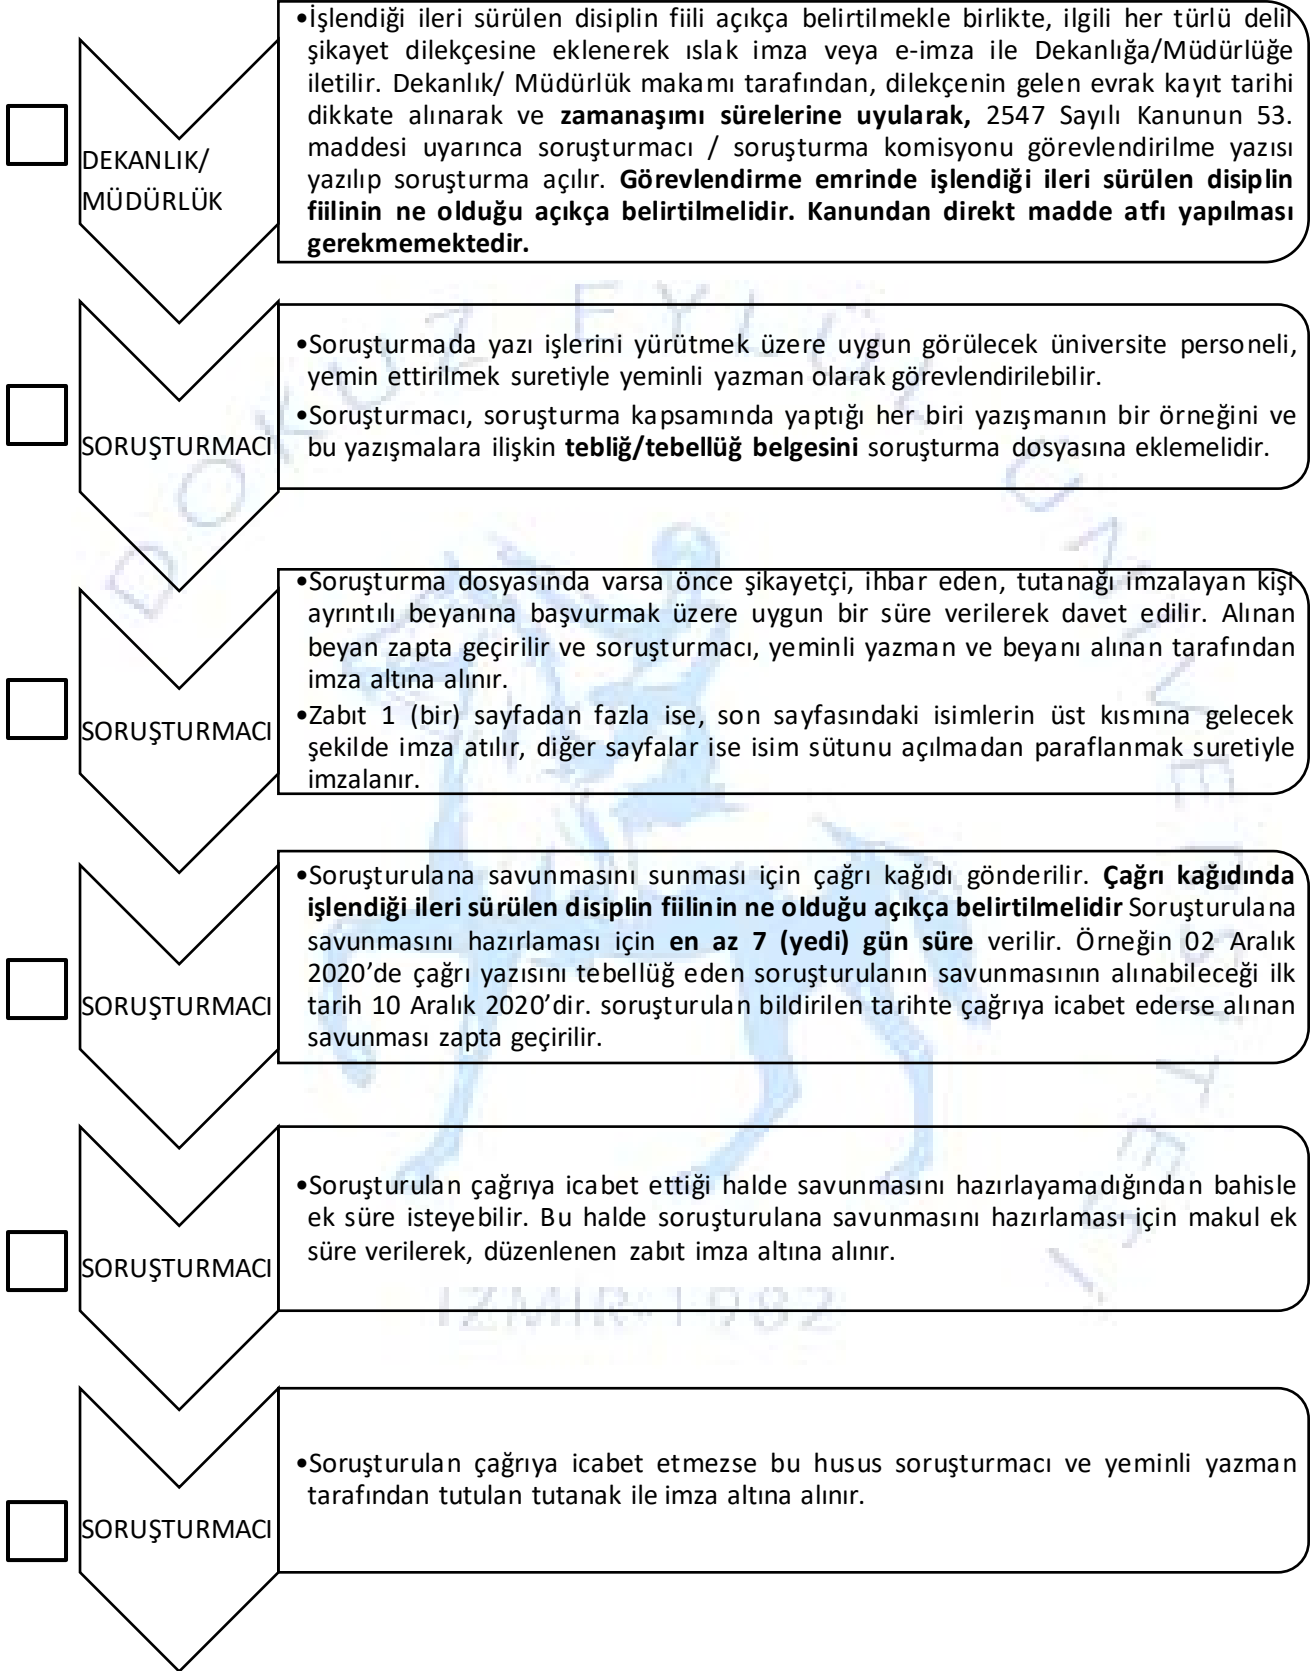 •İşlendiği ileri sürülen disiplin fiili açıkça belirtilmekle birlikte, ilgili her türlü delil
şikayet dilekçesine eklenerek ıslak imza veya e-imza ile Dekanlığa/Müdürlüğe
iletilir. Dekanlık/ Müdürlük makamı tarafından, dilekçenin gelen evrak kayıt tarihi
dikkate alınarak ve zamanaşımı sürelerine uyularak, 2547 Sayılı Kanunun 53.
maddesi uyarınca soruşturmacı / soruşturma komisyonu görevlendirilme yazısı
yazılıp soruşturma açılır. Görevlendirme emrinde işlendiği ileri sürülen disiplin
fiilinin ne olduğu açıkça belirtilmelidir. Kanundan direkt madde atfı yapılması
gerekmemektedir.
DEKANLIK/
MÜDÜRLÜK
•Soruşturmada yazı işlerini yürütmek üzere uygun görülecek üniversite personeli,
yemin ettirilmek suretiyle yeminli yazman olarak görevlendirilebilir.
•Soruşturmacı, soruşturma kapsamında yaptığı her biri yazışmanın bir örneğini ve
bu yazışmalara ilişkin tebliğ/tebellüğ belgesini soruşturma dosyasına eklemelidir.
SORUŞTURMACI
•Soruşturma dosyasında varsa önce şikayetçi, ihbar eden, tutanağı imzalayan kişi
ayrıntılı beyanına başvurmak üzere uygun bir süre verilerek davet edilir. Alınan
beyan zapta geçirilir ve soruşturmacı, yeminli yazman ve beyanı alınan tarafından
imza altına alınır.
•Zabıt 1 (bir) sayfadan fazla ise, son sayfasındaki isimlerin üst kısmına gelecek
şekilde imza atılır, diğer sayfalar ise isim sütunu açılmadan paraflanmak suretiyle
imzalanır.
SORUŞTURMACI
•Soruşturulana savunmasını sunması için çağrı kağıdı gönderilir. Çağrı kağıdında
işlendiği ileri sürülen disiplin fiilinin ne olduğu açıkça belirtilmelidir Soruşturulana
savunmasını hazırlaması için en az 7 (yedi) gün süre verilir. Örneğin 02 Aralık
2020’de çağrı yazısını tebellüğ eden soruşturulanın savunmasının alınabileceği ilk
tarih 10 Aralık 2020’dir. soruşturulan bildirilen tarihte çağrıya icabet ederse alınan
savunması zapta geçirilir.
SORUŞTURMACI
•Soruşturulan çağrıya icabet ettiği halde savunmasını hazırlayamadığından bahisle
ek süre isteyebilir. Bu halde soruşturulana savunmasını hazırlaması için makul ek
süre verilerek, düzenlenen zabıt imza altına alınır.
SORUŞTURMACI
•Soruşturulan çağrıya icabet etmezse bu husus soruşturmacı ve yeminli yazman
tarafından tutulan tutanak ile imza altına alınır.
SORUŞTURMACI
DOKUZ EYLÜL ÜNİVERSİTESİ
İZMİR-1982